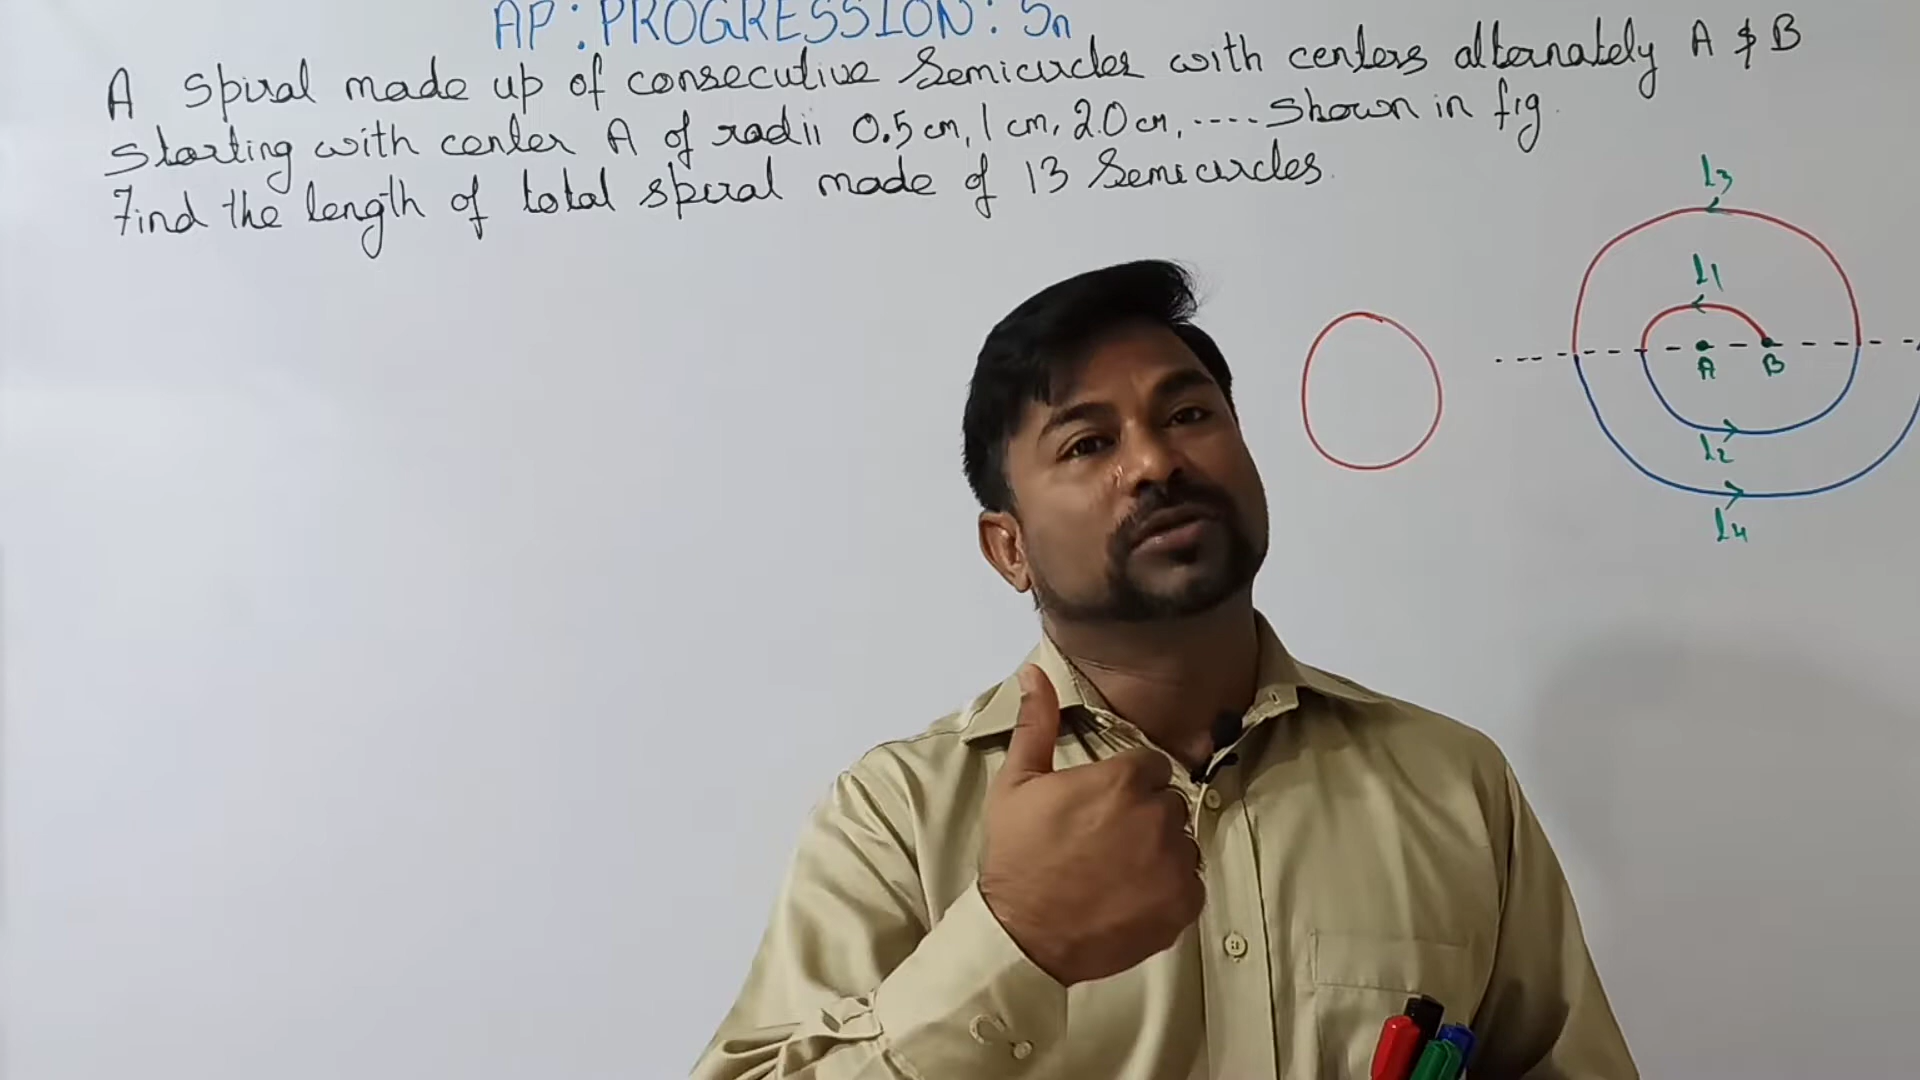 AP: PROGRESSION: Sn
A spiral made up of consecutive Semicircles with centers alternately A & B
starting with center A of radii 0.5 cm, 1 cm, 2.0 cm, ..... Shown in fig.
Find the length of total spiral made of 13 Semicircles.
l3
l1
A B
l2
l4